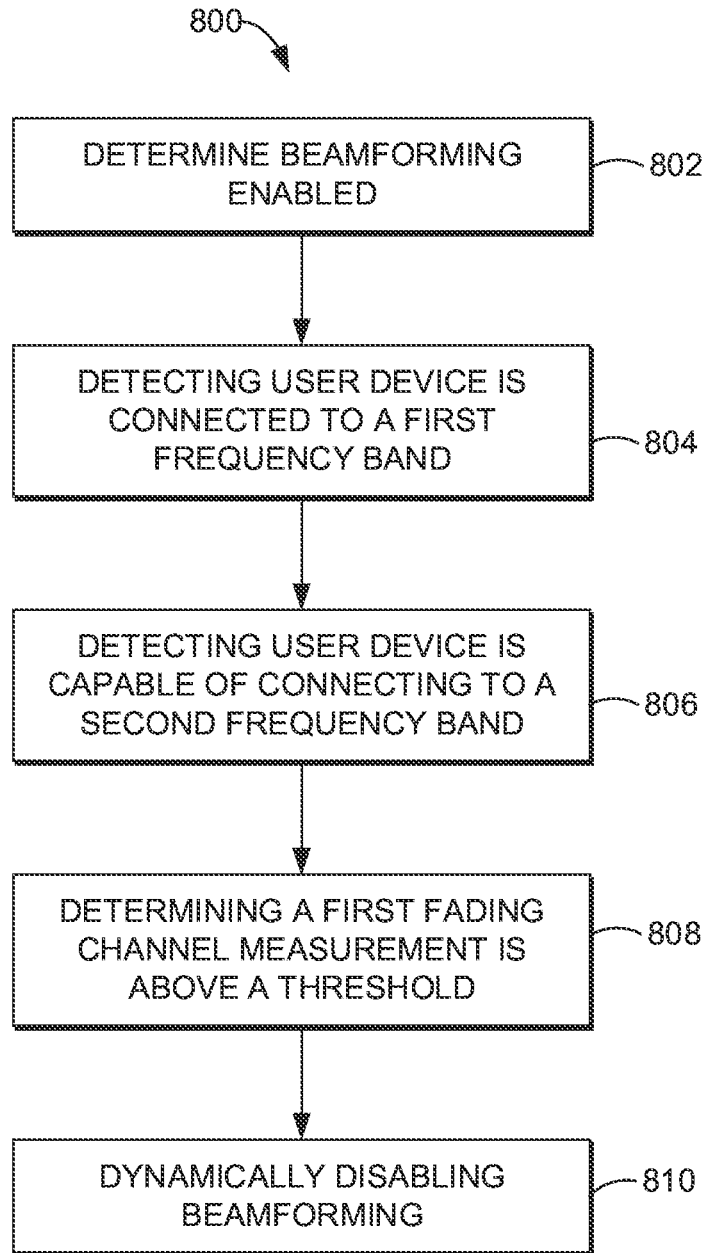 800
DETERMINE BEAMFORMING
ENABLED
802
DETECTING USER DEVICE IS
CONNECTED TO A FIRST
FREQUENCY BAND
804
DETECTING USER DEVICE IS
CAPABLE OF CONNECTING TO A
SECOND FREQUENCY BAND
806
DETERMINING A FIRST FADING
CHANNEL MEASUREMENT IS
ABOVE A THRESHOLD
808
DYNAMICALLY DISABLING
BEAMFORMING
810